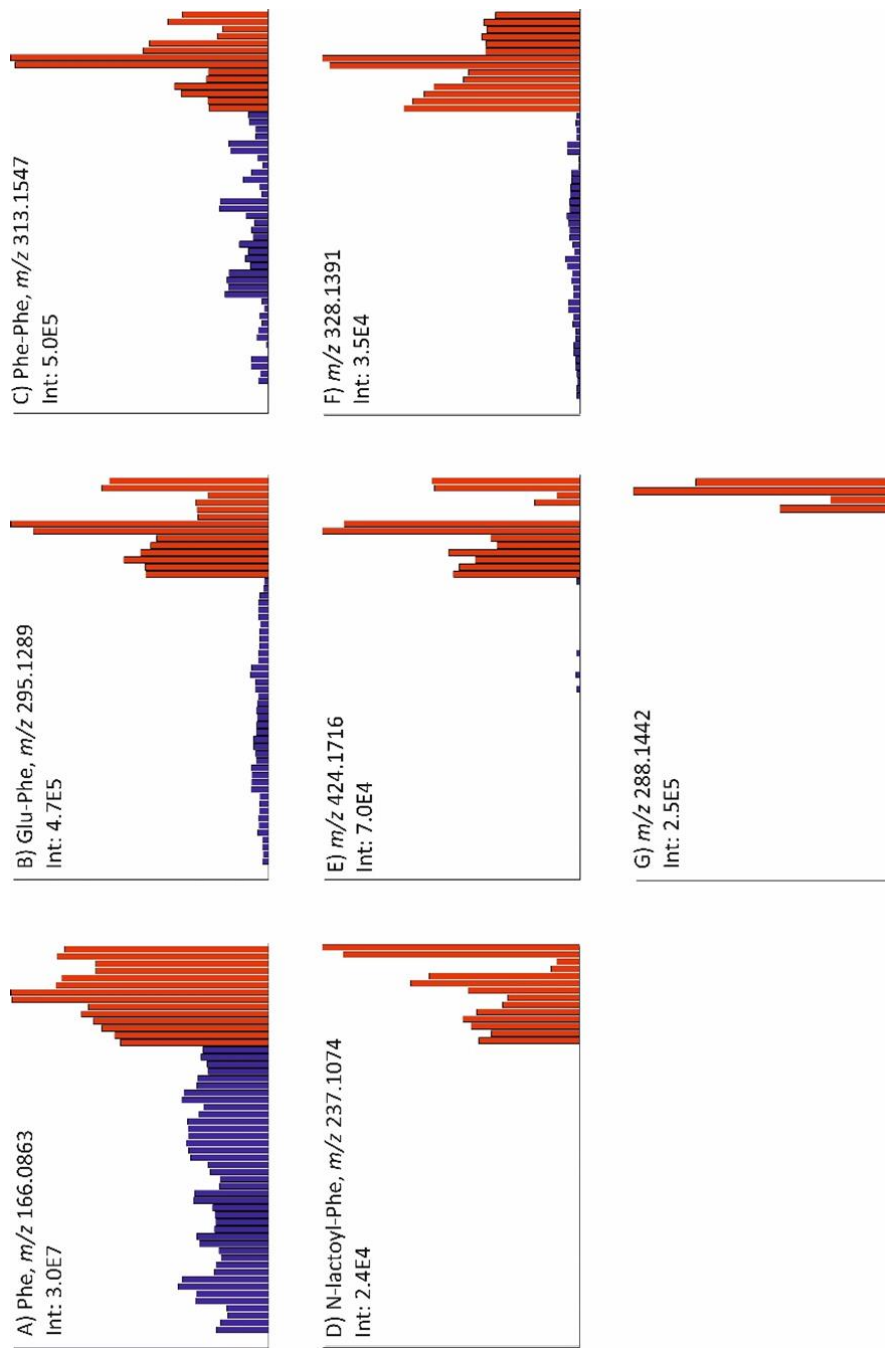 A) Phe, m/z 166.0863
Int: 3.0E7
B) Glu-Phe, m/z 295.1289
Int: 4.7E5
C) Phe-Phe, m/z 313.1547
Int: 5.0E5
D) N-lactoyl-Phe, m/z 237.1074
Int: 2.4E4
E) m/z 424.1716
Int: 7.0E4
F) m/z 328.1391
Int: 3.5E4
G) m/z 288.1442
Int: 2.5E5